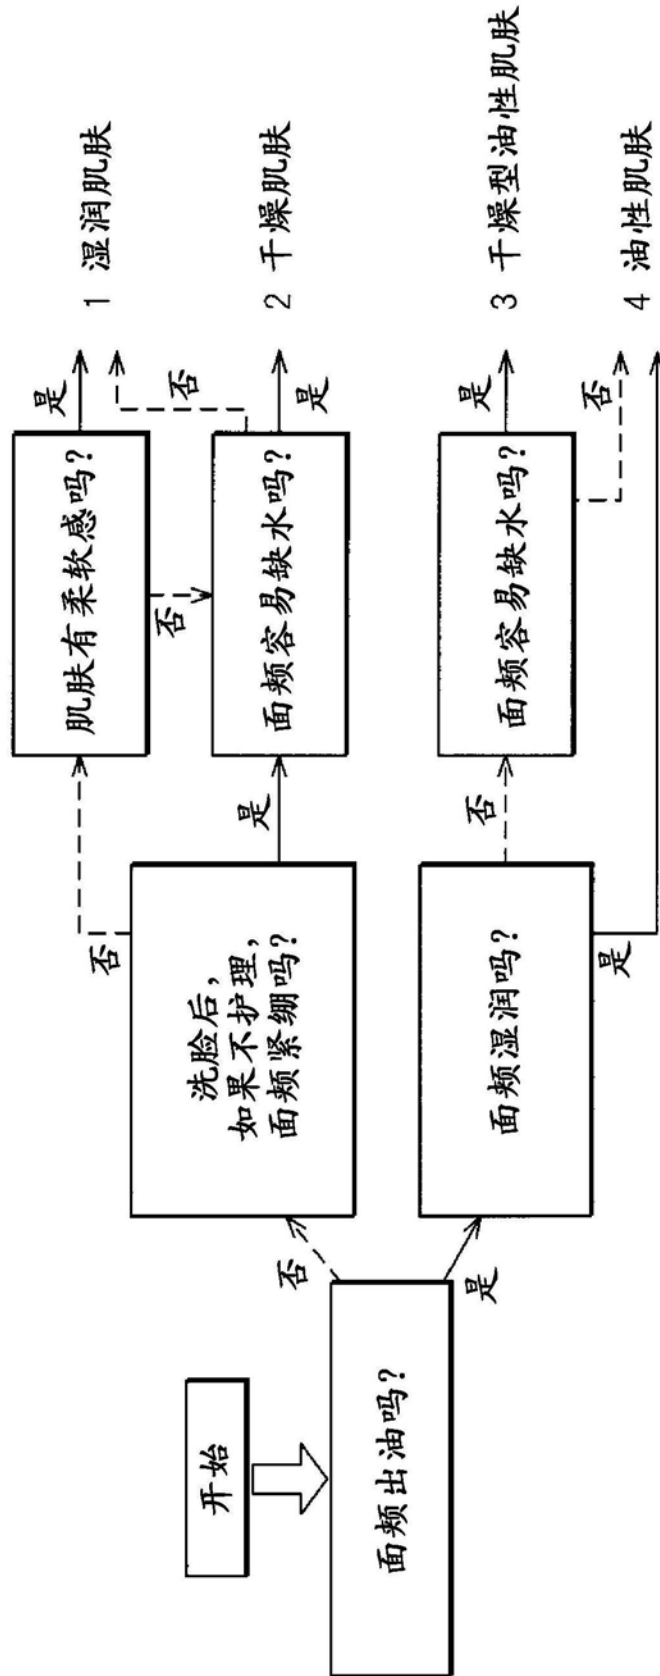 开始
面颊出油吗?
否
是
洗脸后,
如果不护理,
面颊紧绷吗?
否
是
面颊湿润吗?
否
是
肌肤有柔软感吗?
是
否
面颊容易缺水吗?
否
是
面颊容易缺水吗?
是
否
1 湿润肌肤
2 干燥肌肤
3 干燥型油性肌肤
4 油性肌肤